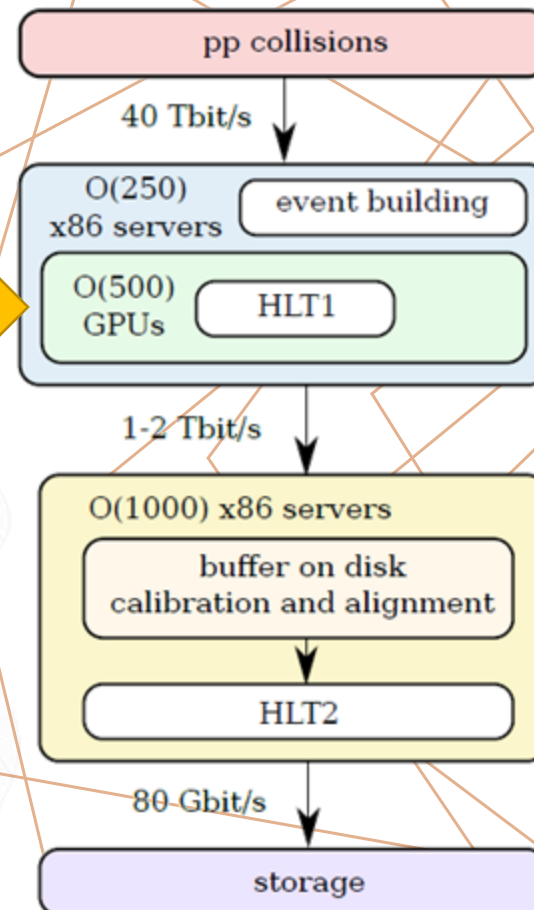 pp collisions
40 Tbit/s
O(250)
x86 servers
event building
O(500)
GPUs
HLT1
1-2 Tbit/s
O(1000) x86 servers
buffer on disk
calibration and alignment
HLT2
80 Gbit/s
storage